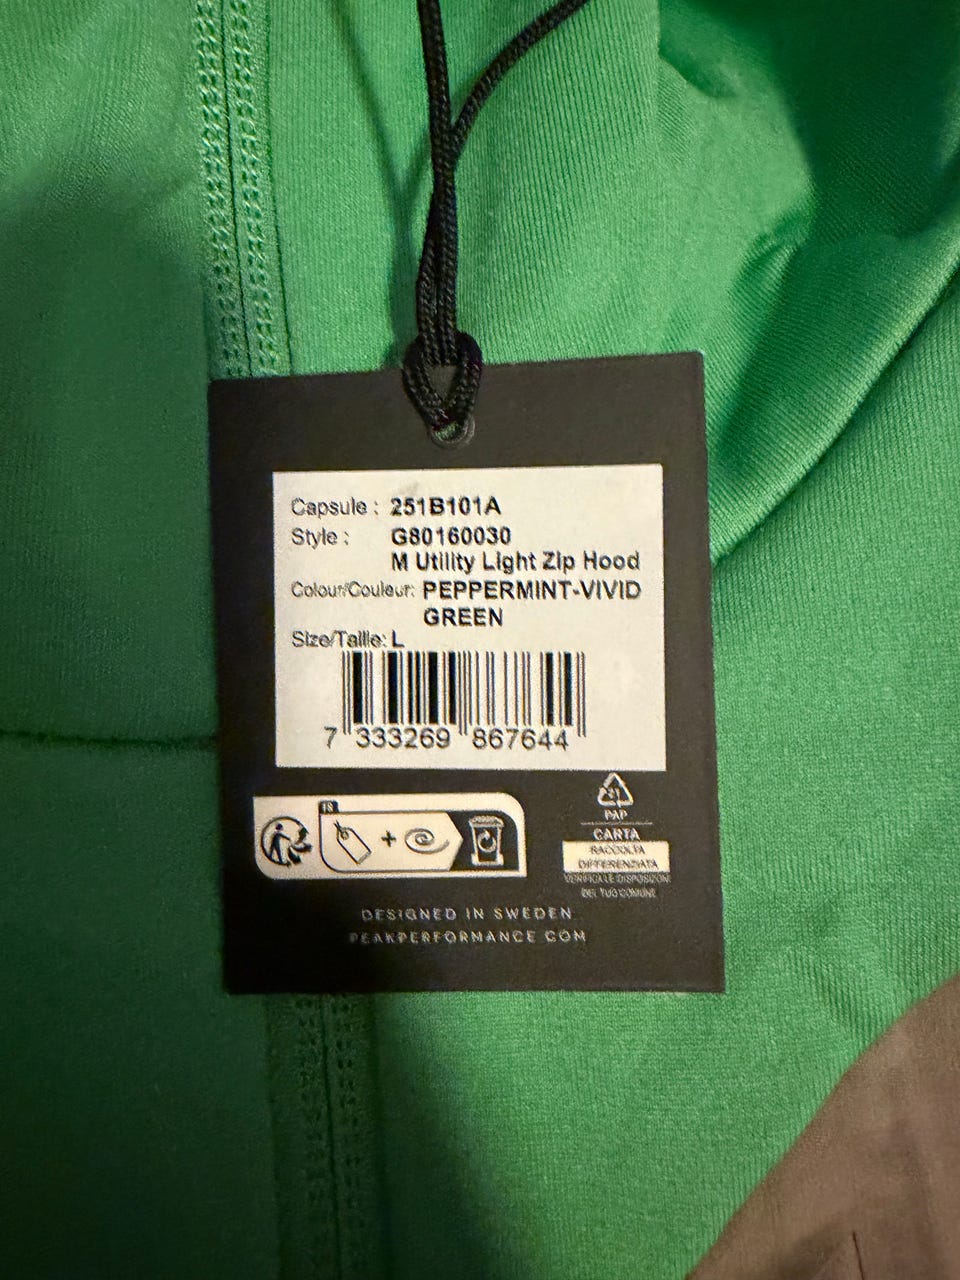 Capsule : 251B101A
Style : G80160030
M Utility Light Zip Hood
Colour/Couleur: PEPPERMINT-VIVID
GREEN
Size/Taille: L
7 333269 867644
FR
+
21
PAP
CARTA
RACCOLTA
DIFFERENZIATA
VERIFICA LE DISPOSIZIONI
DEL TUO COMUNE
DESIGNED IN SWEDEN
PEAKPERFORMANCE.COM